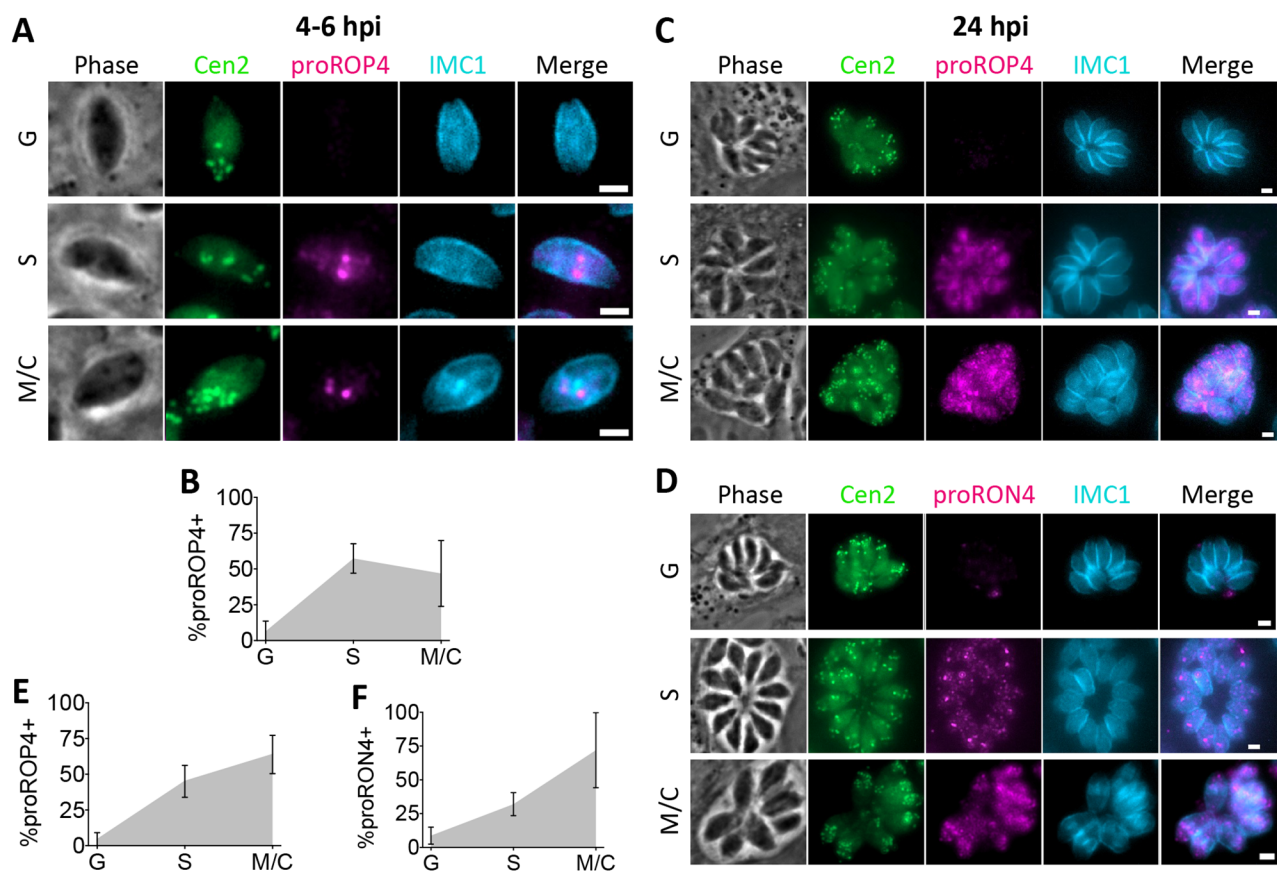 A
4-6 hpi
Phase Cen2 proROP4 IMC1 Merge
G
S
M/C
B
%proROP4+
100
75
50
25
0
G S M/C
E
%proROP4+
100
75
50
25
0
G S M/C
F
%proRON4+
100
75
50
25
0
G S M/C
C
24 hpi
Phase Cen2 proROP4 IMC1 Merge
G
S
M/C
D
Phase Cen2 proRON4 IMC1 Merge
G
S
M/C